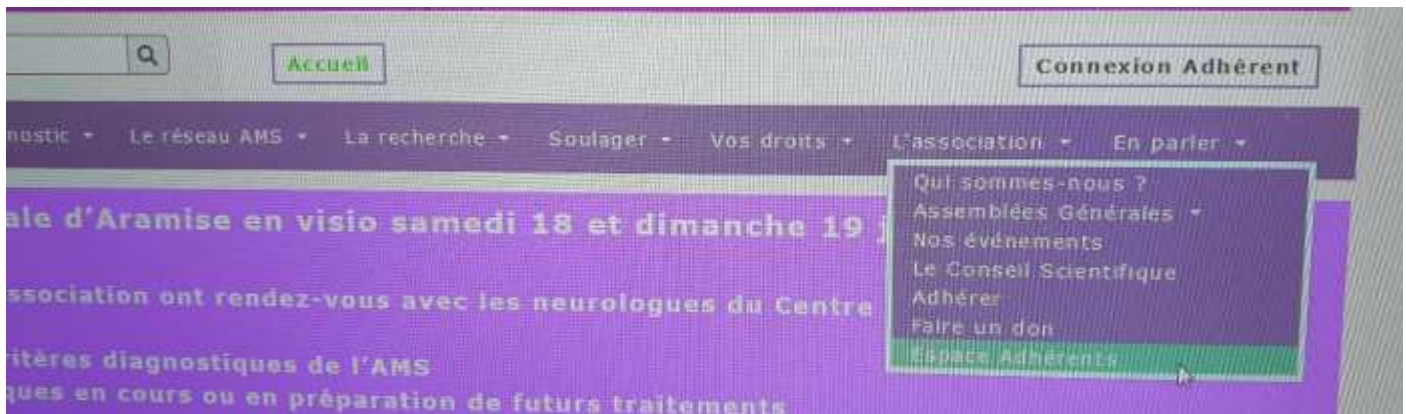 Accueil
Connexion Adhérent
nostic
Le réseau AMS
La recherche
Soulager
Vos droits
L'association
En parler
Qui sommes-nous ?
Assemblées Générales
Nos événements
Le Conseil Scientifique
Adhérer
Faire un don
Espace Adhérents
ale d'Aramise en visio samedi 18 et dimanche 19 j
ssociation ont rendez-vous avec les neurologues du Centre
ritères diagnostiques de l'AMS
ques en cours ou en préparation de futurs traitements